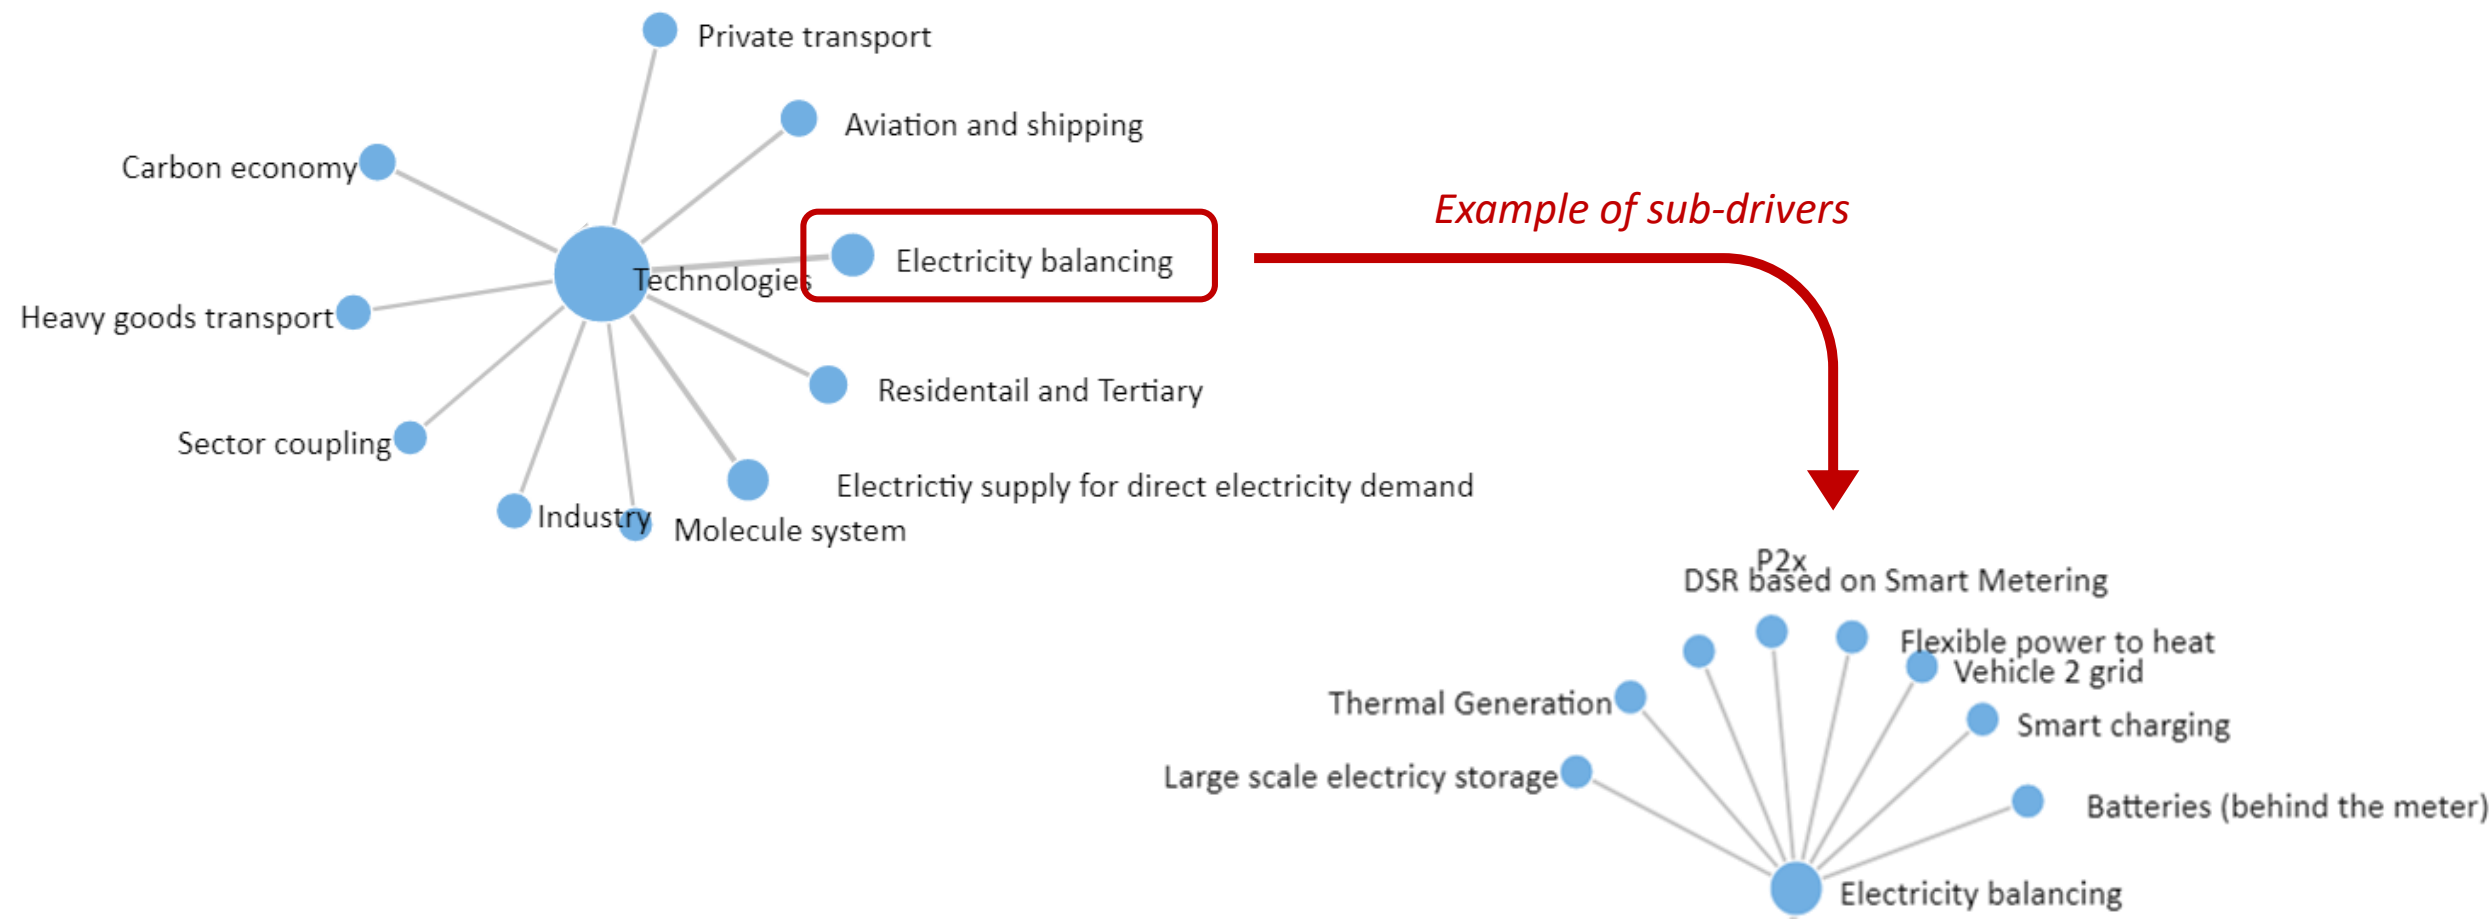 Private transport
Aviation and shipping
Carbon economy
Example of sub-drivers
Electricity balancing
Technologies
Heavy goods transport
Residentail and Tertiary
Sector coupling
Electrictiy supply for direct electricity demand
Industry
Molecule system
P2x
DSR based on Smart Metering
Flexible power to heat
Vehicle 2 grid
Thermal Generation
Smart charging
Large scale electricy storage
Batteries (behind the meter)
Electricity balancing